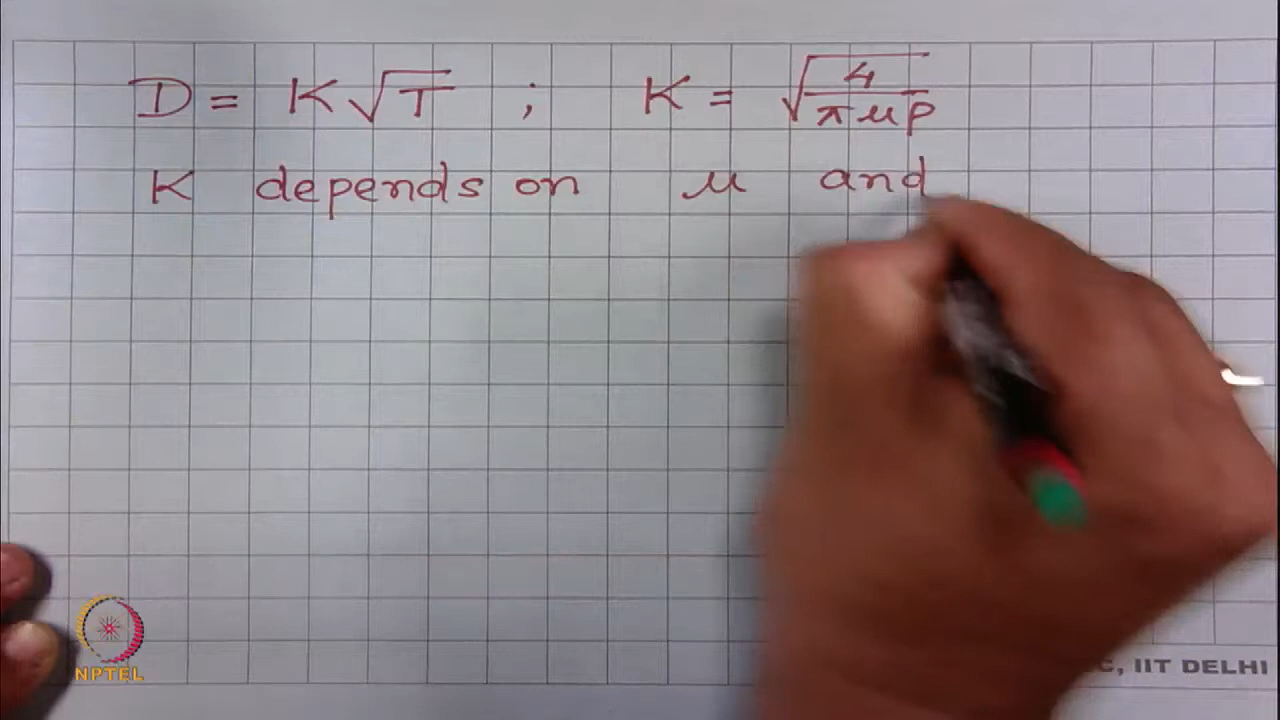 D = K√T ; K = √(4/πμp)
K depends on μ and
NPTEL
C, IIT DELHI